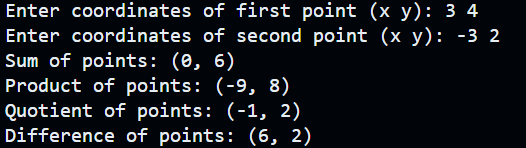 Enter coordinates of first point (x y): 3 4
Enter coordinates of second point (x y): -3 2
Sum of points: (0, 6)
Product of points: (-9, 8)
Quotient of points: (-1, 2)
Difference of points: (6, 2)